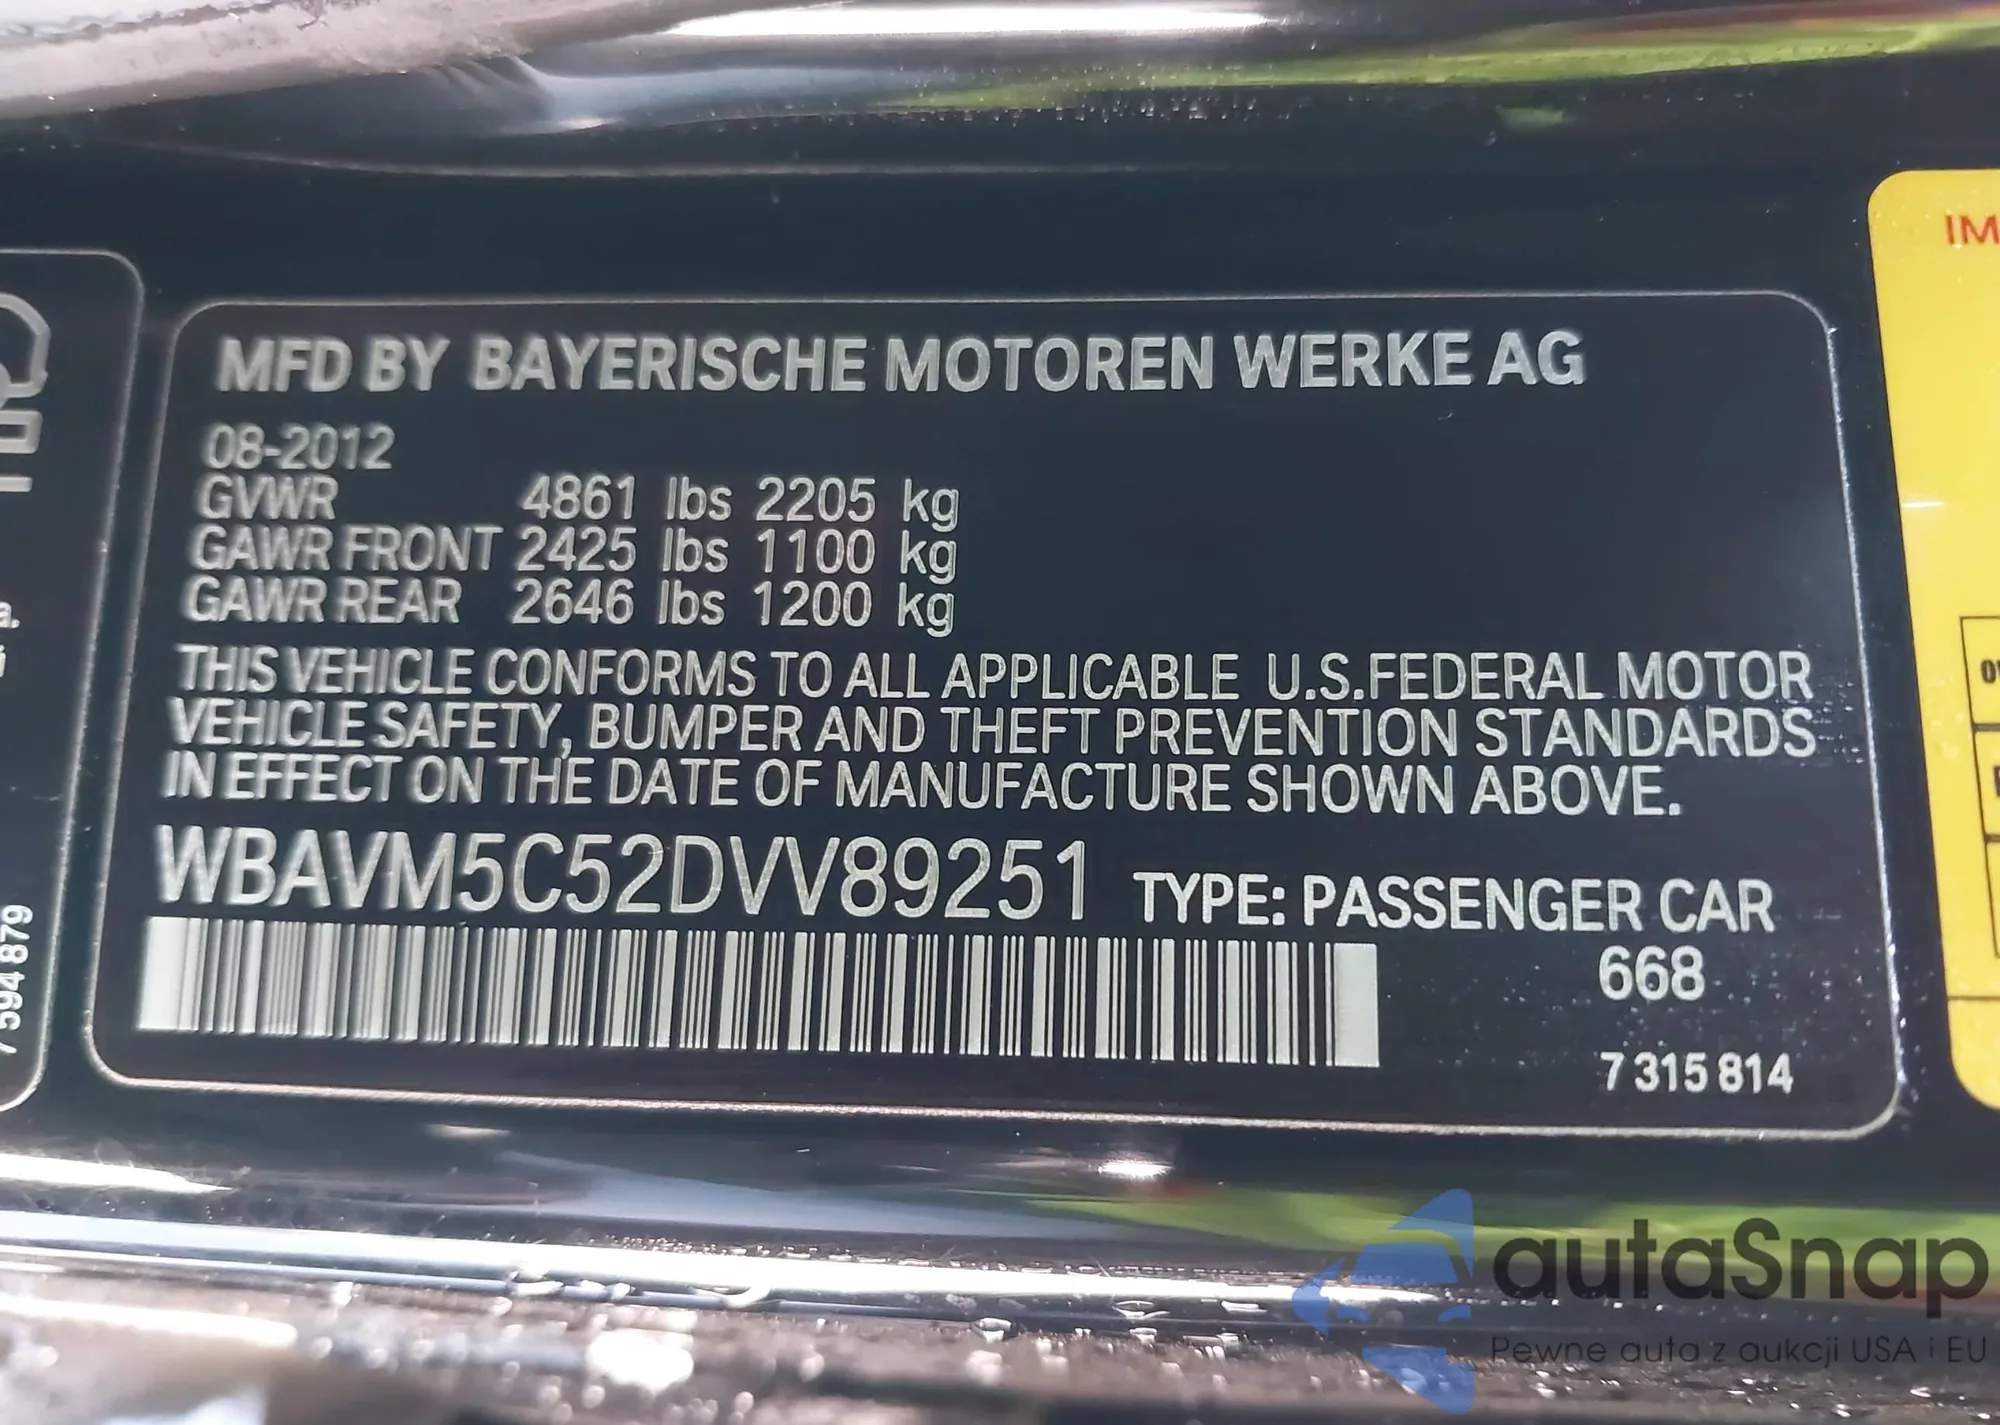 MFD BY BAYERISCHE MOTOREN WERKE AG
08-2012
GVWR 4861 lbs 2205 kg
GAWR FRONT 2425 lbs 1100 kg
GAWR REAR 2646 lbs 1200 kg
THIS VEHICLE CONFORMS TO ALL APPLICABLE U.S.FEDERAL MOTOR
VEHICLE SAFETY, BUMPER AND THEFT PREVENTION STANDARDS
IN EFFECT ON THE DATE OF MANUFACTURE SHOWN ABOVE.
WBAVM5C52DVV89251 TYPE: PASSENGER CAR
668
7 315 814
7 594 879
autaSnap
Pewne auta z aukcji USA i EU